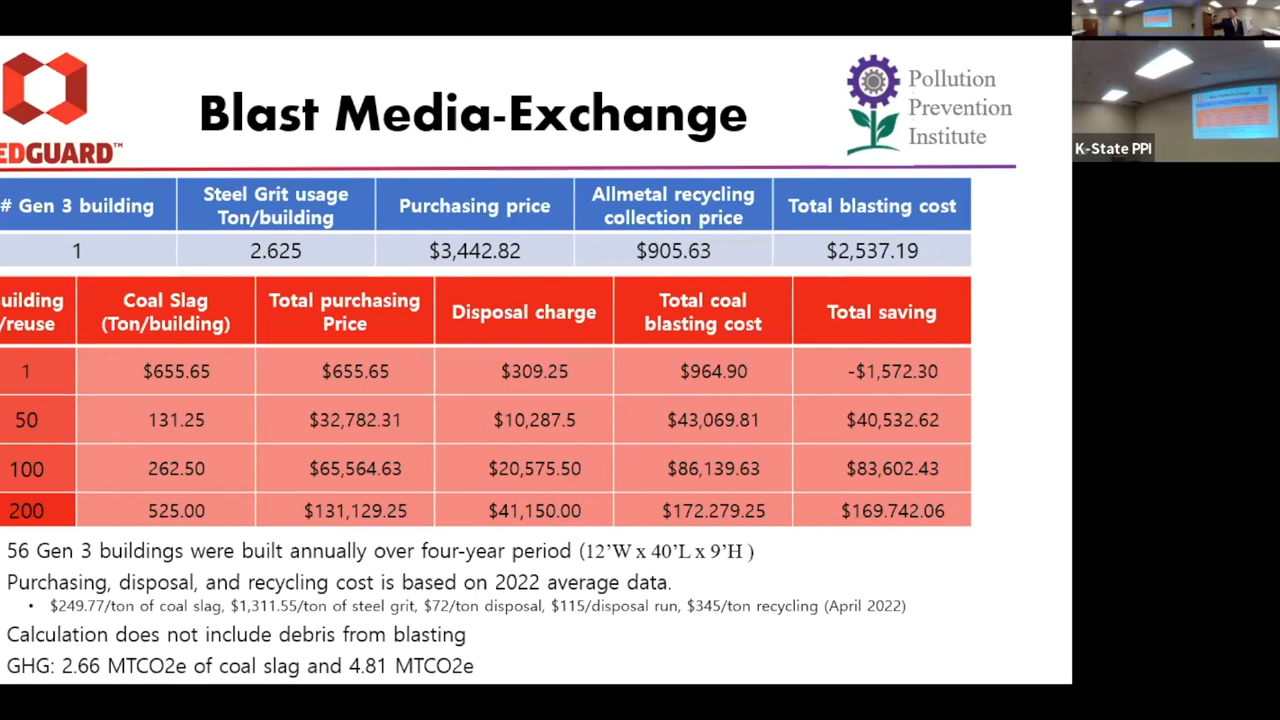 EDGUARD™
Blast Media-Exchange
Pollution
Prevention
Institute
# Gen 3 building
Steel Grit usage
Ton/building
Purchasing price
Allmetal recycling
collection price
Total blasting cost
1
2.625
$3,442.82
$905.63
$2,537.19
uilding
/reuse
Coal Slag
(Ton/building)
Total purchasing
Price
Disposal charge
Total coal
blasting cost
Total saving
1
$655.65
$655.65
$309.25
$964.90
-$1,572.30
50
131.25
$32,782.31
$10,287.5
$43,069.81
$40,532.62
100
262.50
$65,564.63
$20,575.50
$86,139.63
$83,602.43
200
525.00
$131,129.25
$41,150.00
$172.279.25
$169.742.06
56 Gen 3 buildings were built annually over four-year period (12’W x 40’L x 9’H )
Purchasing, disposal, and recycling cost is based on 2022 average data.
• $249.77/ton of coal slag, $1,311.55/ton of steel grit, $72/ton disposal, $115/disposal run, $345/ton recycling (April 2022)
Calculation does not include debris from blasting
GHG: 2.66 MTCO2e of coal slag and 4.81 MTCO2e
K-State PPI